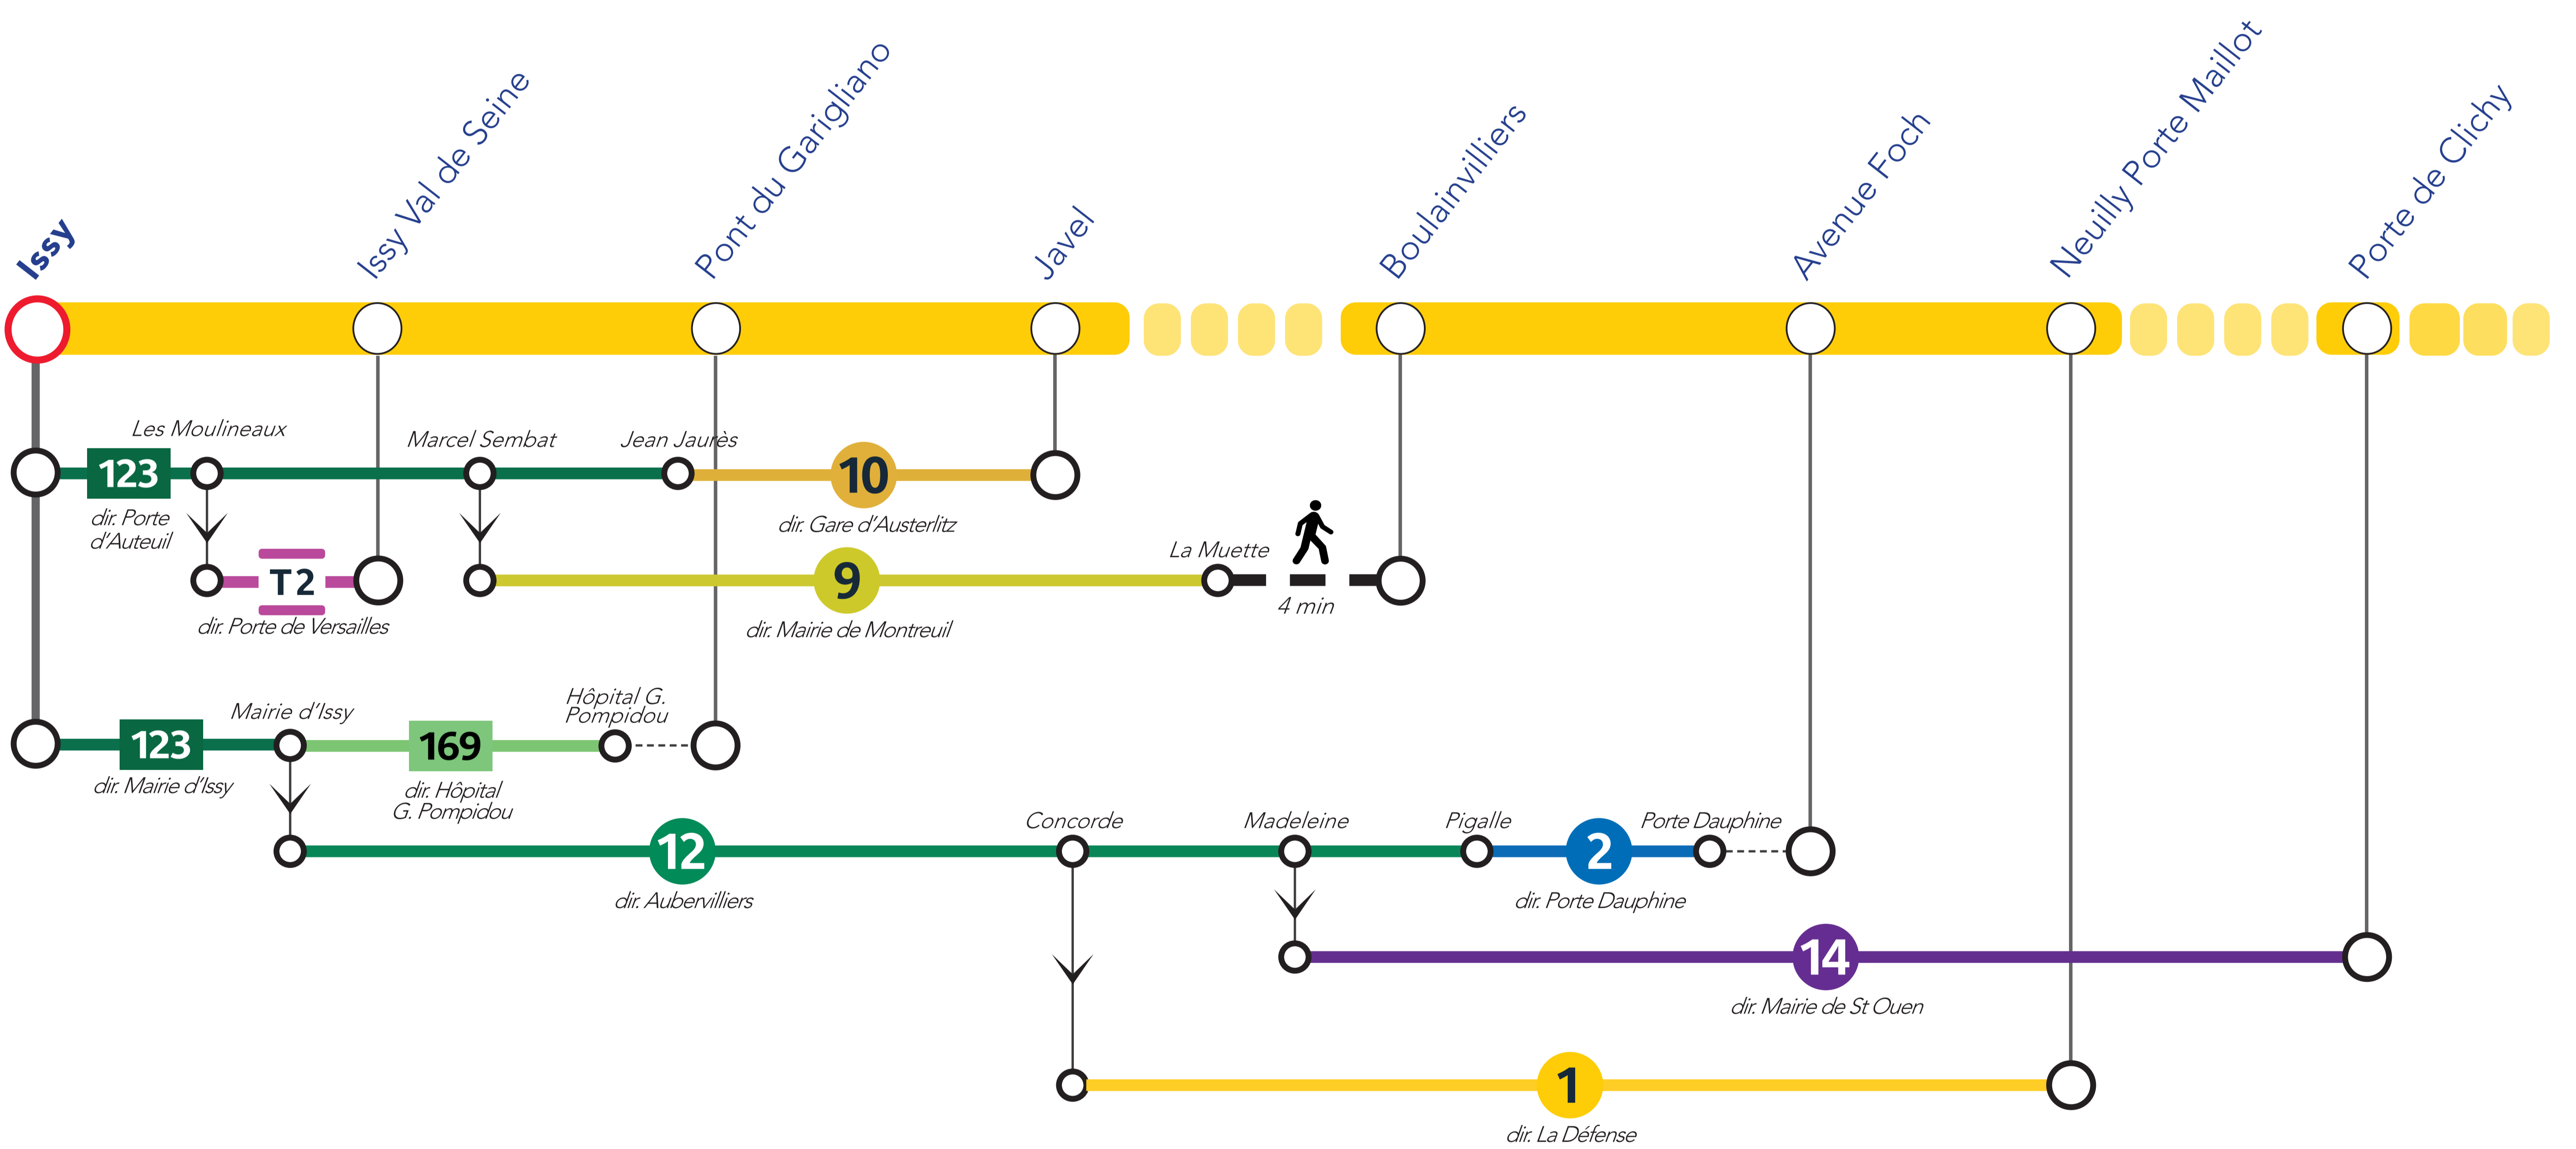 Issy
Issy Val de Seine
Pont du Garigliano
Javel
Boulainvilliers
Avenue Foch
Neuilly Porte Maillot
Porte de Clichy
Les Moulineaux
Marcel Sembat
Jean Jaurès
123
10
dir. Porte
d'Auteuil
dir. Gare d'Austerlitz
La Muette
T2
9
4 min
dir. Porte de Versailles
dir. Mairie de Montreuil
Mairie d'Issy
Hôpital G.
Pompidou
123
169
dir. Mairie d'Issy
dir. Hôpital
G. Pompidou
Concorde
Madeleine
Pigalle
Porte Dauphine
12
2
dir. Aubervilliers
dir. Porte Dauphine
14
dir. Mairie de St Ouen
1
dir. La Défense